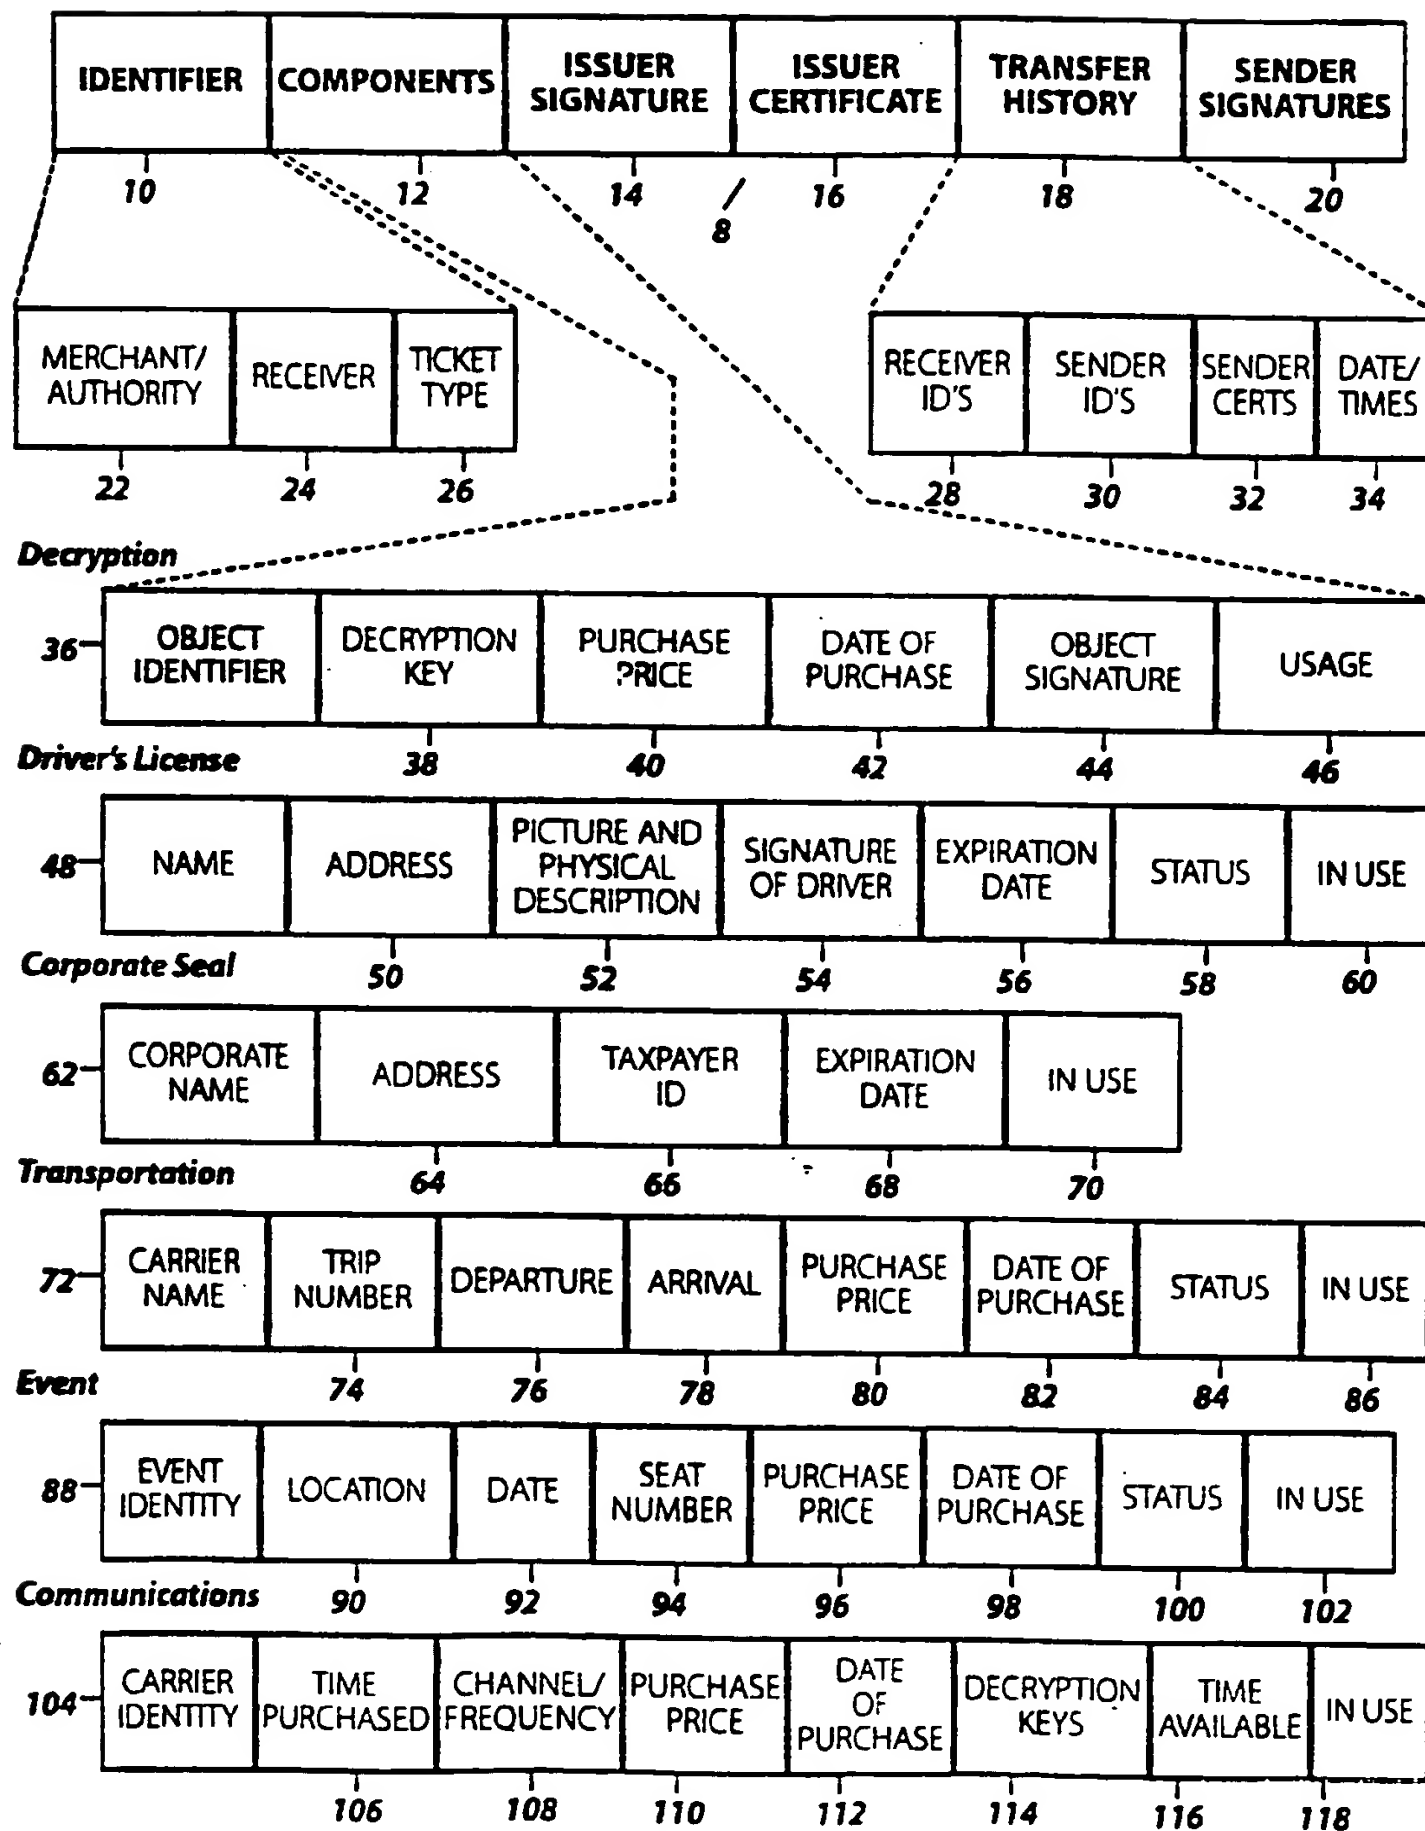 IDENTIFIER
COMPONENTS
ISSUER
SIGNATURE
ISSUER
CERTIFICATE
TRANSFER
HISTORY
SENDER
SIGNATURES
10
12
14
8
16
18
20
MERCHANT/
AUTHORITY
RECEIVER
TICKET
TYPE
RECEIVER
ID'S
SENDER
ID'S
SENDER
CERTS
DATE/
TIMES
22
24
26
28
30
32
34
Decryption
36
OBJECT
IDENTIFIER
DECRYPTION
KEY
PURCHASE
PRICE
DATE OF
PURCHASE
OBJECT
SIGNATURE
USAGE
38
40
42
44
46
Driver's License
48
NAME
ADDRESS
PICTURE AND
PHYSICAL
DESCRIPTION
SIGNATURE
OF DRIVER
EXPIRATION
DATE
STATUS
IN USE
50
52
54
56
58
60
Corporate Seal
62
CORPORATE
NAME
ADDRESS
TAXPAYER
ID
EXPIRATION
DATE
IN USE
64
66
68
70
Transportation
72
CARRIER
NAME
TRIP
NUMBER
DEPARTURE
ARRIVAL
PURCHASE
PRICE
DATE OF
PURCHASE
STATUS
IN USE
74
76
78
80
82
84
86
Event
88
EVENT
IDENTITY
LOCATION
DATE
SEAT
NUMBER
PURCHASE
PRICE
DATE OF
PURCHASE
STATUS
IN USE
90
92
94
96
98
100
102
Communications
104
CARRIER
IDENTITY
TIME
PURCHASED
CHANNEL/
FREQUENCY
PURCHASE
PRICE
DATE
OF
PURCHASE
DECRYPTION
KEYS
TIME
AVAILABLE
IN USE
106
108
110
112
114
116
118